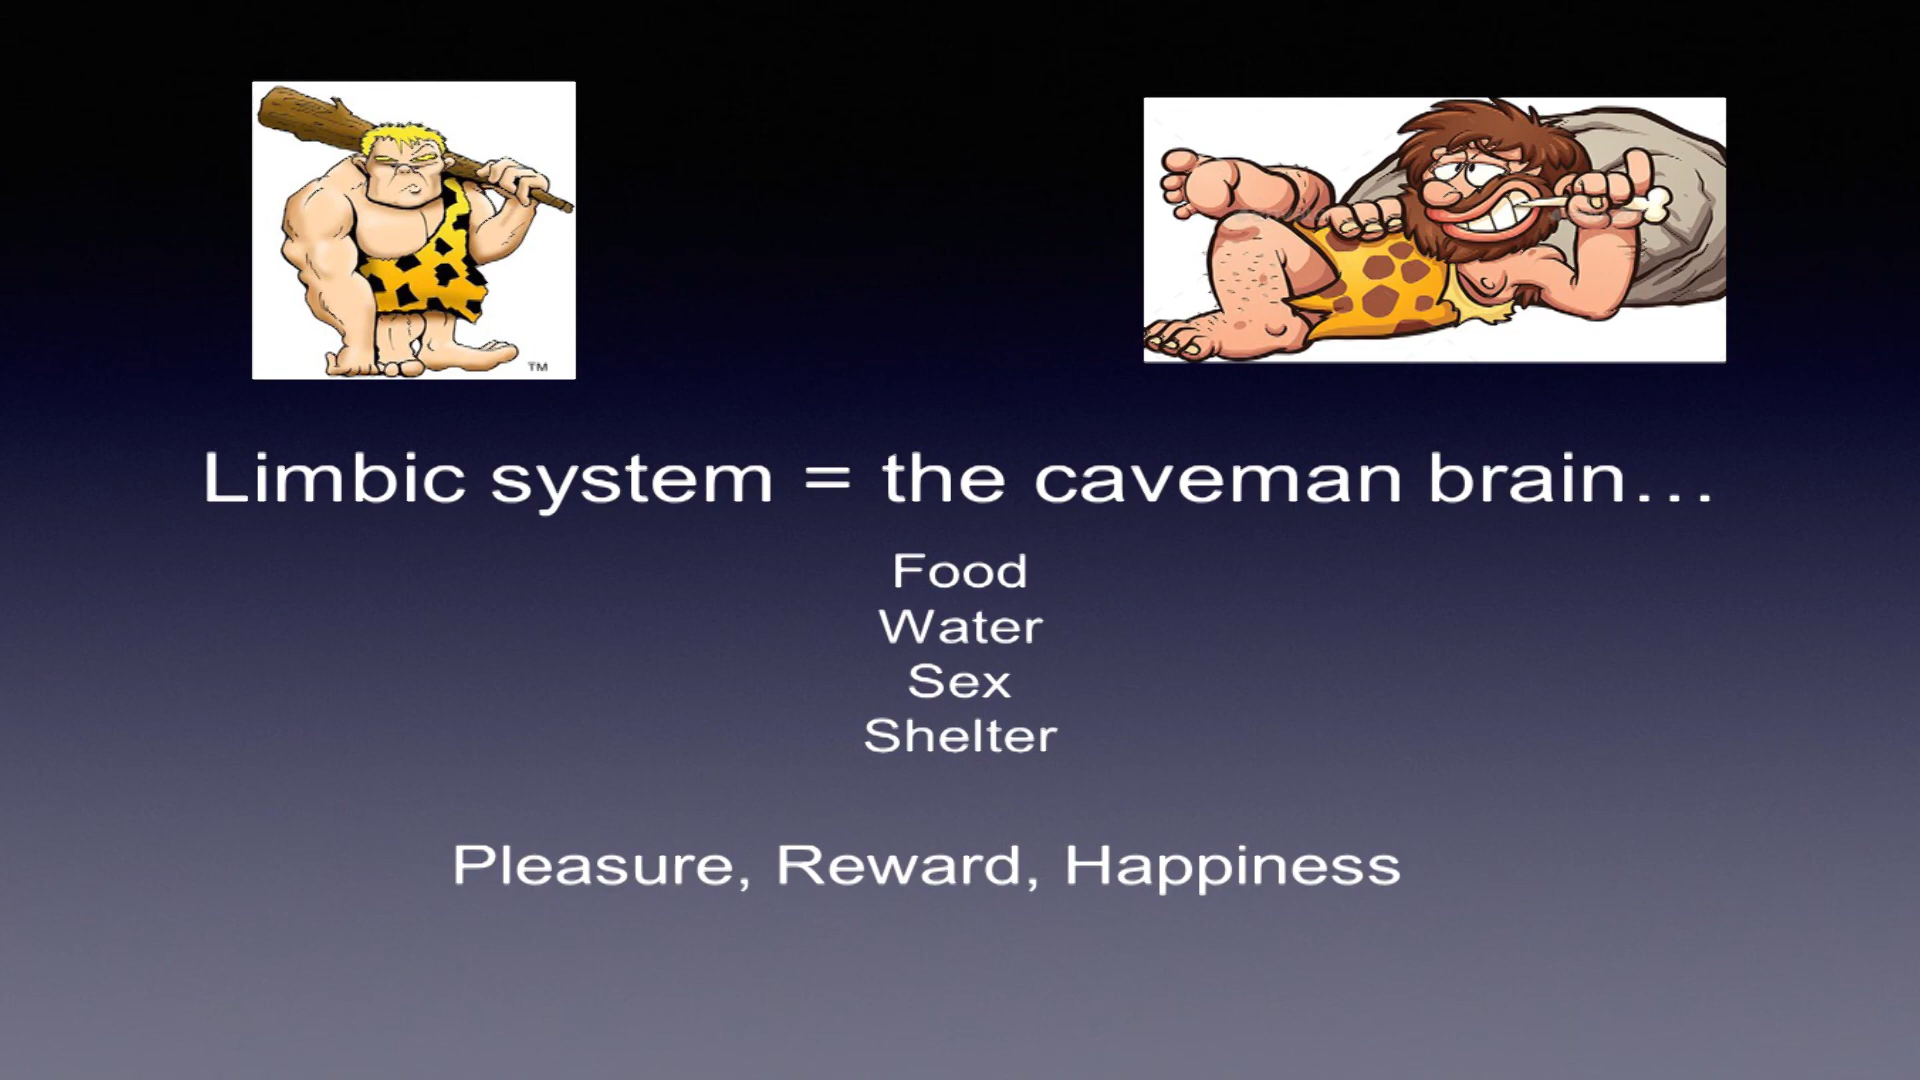 TM
Limbic system = the caveman brain…
Food
Water
Sex
Shelter
Pleasure, Reward, Happiness